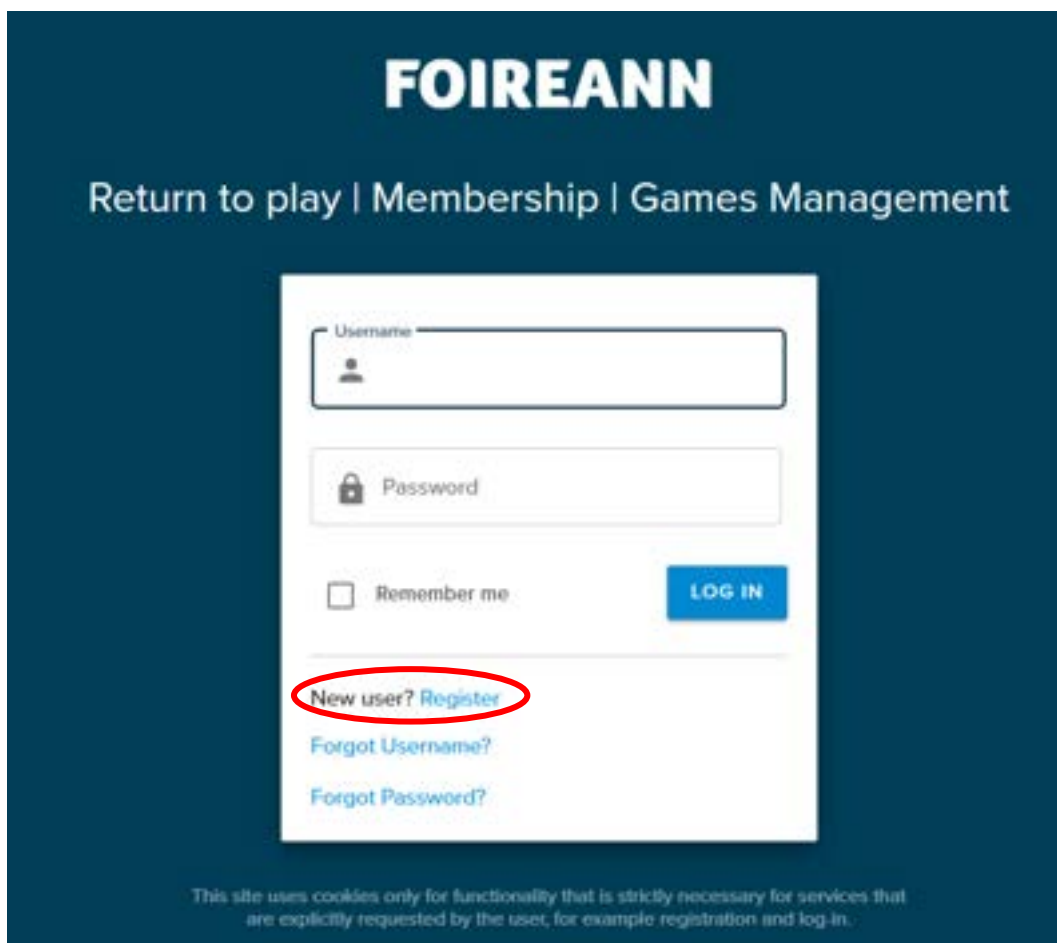 FOIREANN
Return to play | Membership | Games Management
Username
Password
Remember me
LOG IN
New user? Register
Forgot Username?
Forgot Password?
This site uses cookies only for functionality that is strictly necessary for services that
are explicitly requested by the user, for example registration and log-in.